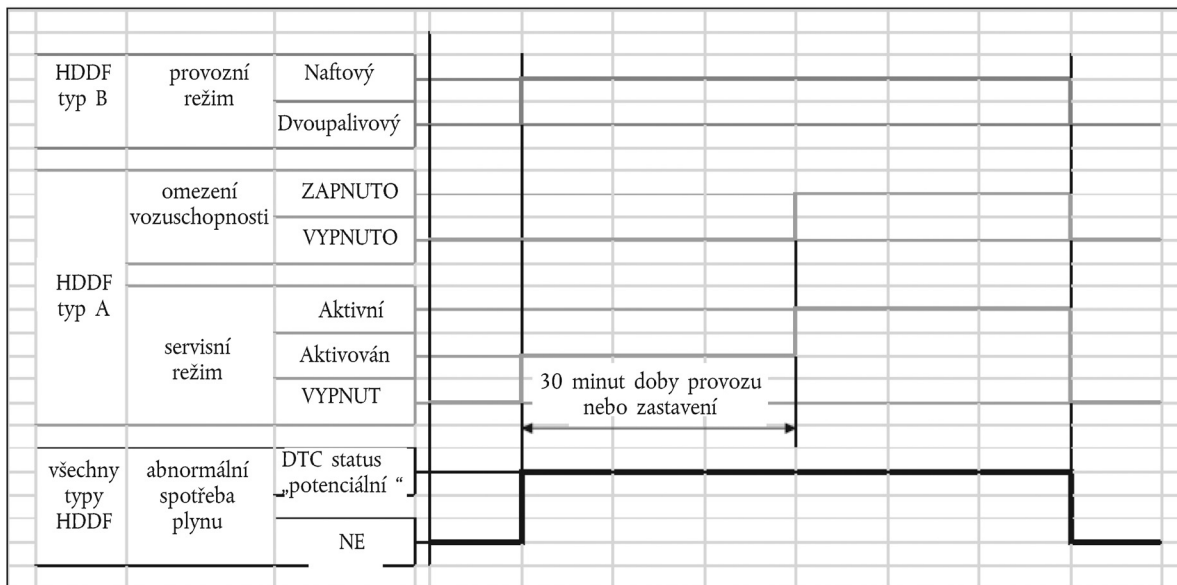 HDDF
typ B
provozní
režim
Naftový
Dvoupalivový
HDDF
typ A
omezení
vozuschopnosti
ZAPNUTO
VYPNUTO
servisní
režim
Aktivní
Aktivován
VYPNUT
30 minut doby provozu
nebo zastavení
všechny
typy
HDDF
abnormální
spotřeba
plynu
DTC status
„potenciální “
NE